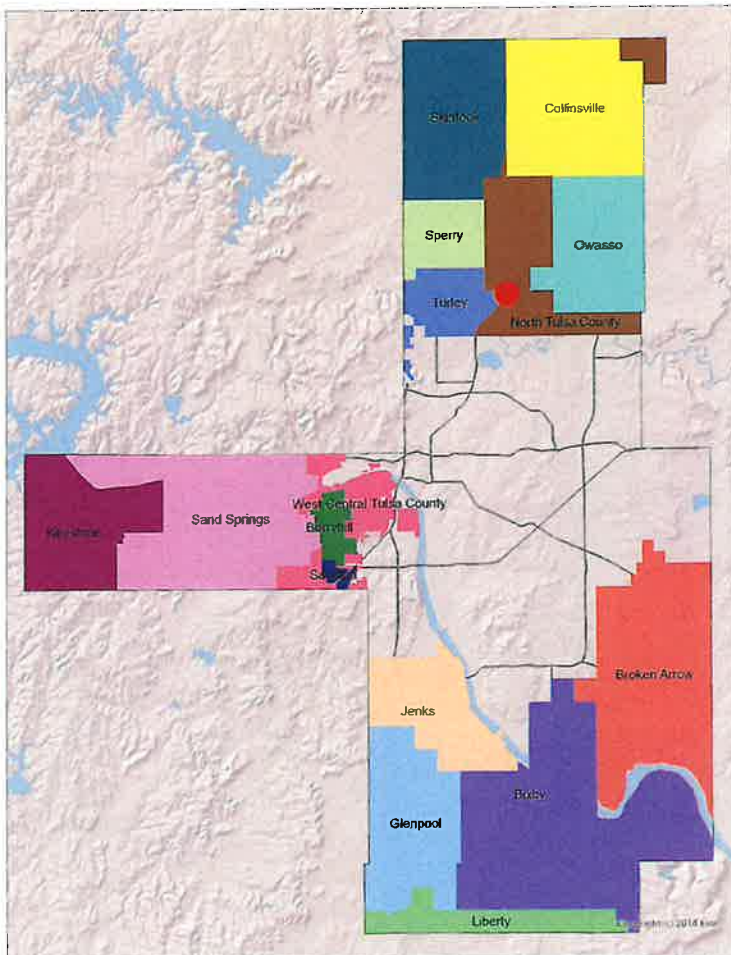 Skiatook
Collinsville
Sperry
Owasso
Turley
North Tulsa County
West Central Tulsa County
Sand Springs
Berryhill
Keystone
Broken Arrow
Jenks
Bixby
Glenpool
Liberty